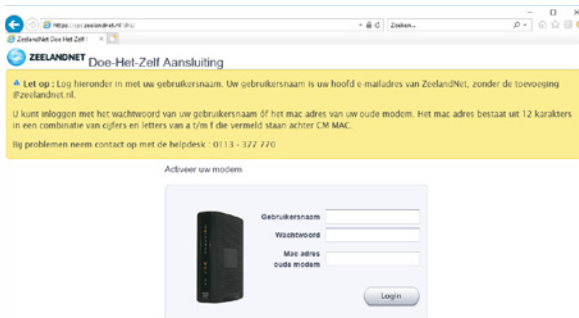 Zoeken...
ZeelandNet Doe Het Zelf
ZEELANDNET Doe-Het-Zelf Aansluiting
Let op : Log hieronder in met uw gebruikersnaam. Uw gebruikersnaam is uw hoofd e-mailadres van ZeelandNet, zonder de toevoeging
@zeelandnet.nl.
U kunt inloggen met het wachtwoord van uw gebruikersnaam óf het mac adres van uw oude modem. Het mac adres bestaat uit 12 karakters
in een combinatie van cijfers en letters van a t/m f die vermeld staan achter CM MAC.
Bij problemen neem contact op met de helpdesk : 0113 - 377 770
Activeer uw modem
Gebruikersnaam
Wachtwoord
Mac adres
oude modem
Login